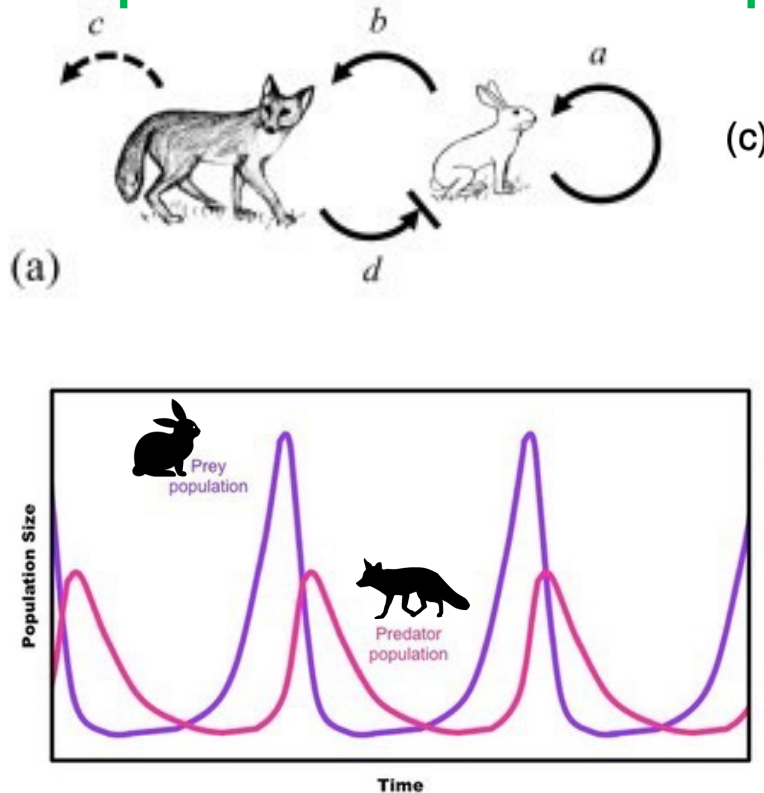 c
b
a
(c)
d
(a)
Prey
population
Predator
population
Population Size
Time